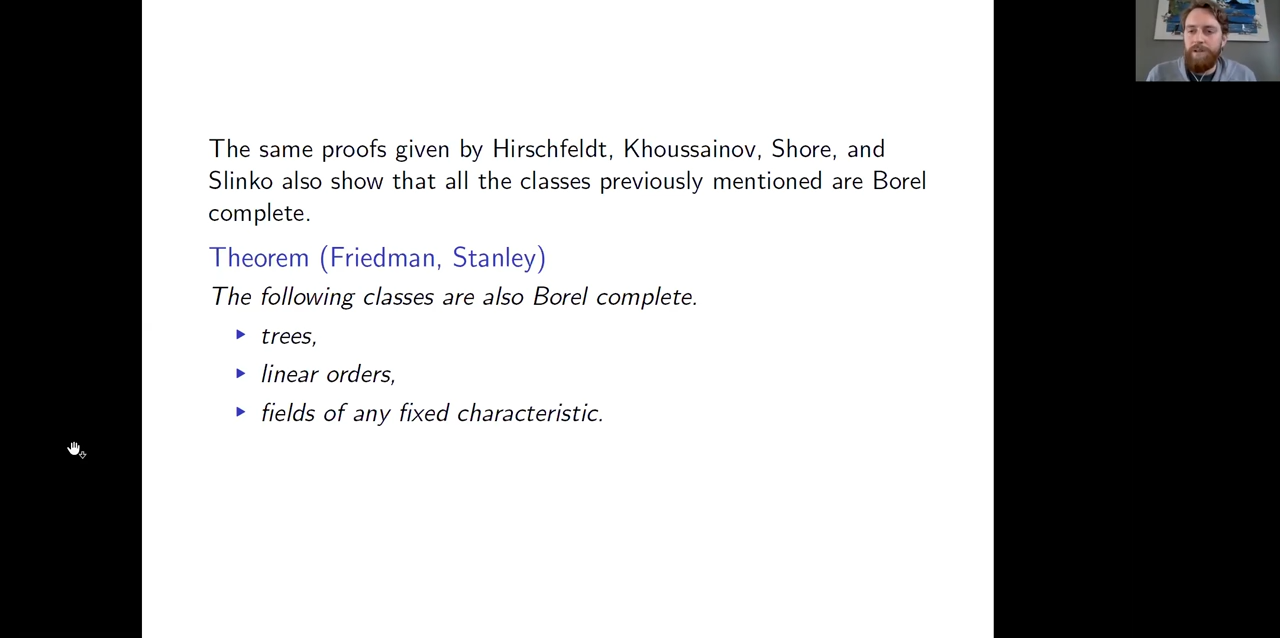 The same proofs given by Hirschfeldt, Khoussainov, Shore, and
Slinko also show that all the classes previously mentioned are Borel
complete.
Theorem (Friedman, Stanley)
The following classes are also Borel complete.
▸ trees,
▸ linear orders,
▸ fields of any fixed characteristic.